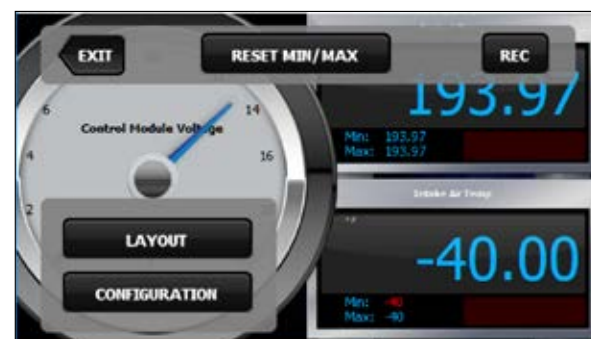 EXIT
RESET MIN/MAX
REC
193.97
Min: 193.97
Max: 193.97
6
14
Control Module Voltage
4
16
2
Intake Air Temp
°F
-40.00
LAYOUT
CONFIGURATION
Min: -40
Max: -40